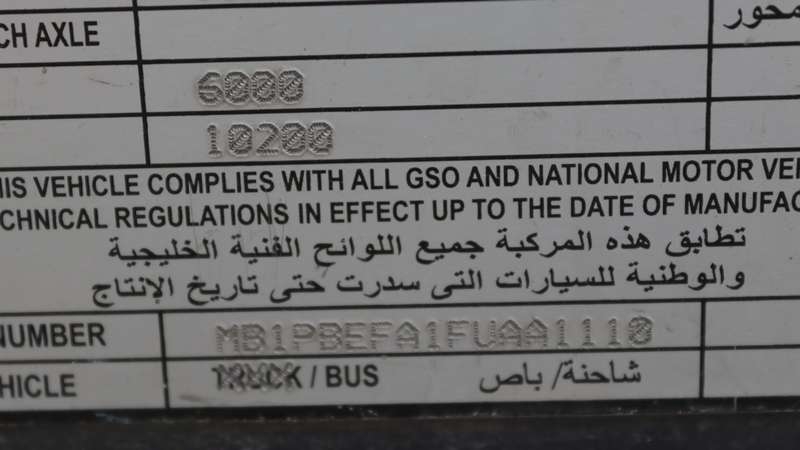 CH AXLE
محور
6000
10200
HIS VEHICLE COMPLIES WITH ALL GSO AND NATIONAL MOTOR VEH
CHNICAL REGULATIONS IN EFFECT UP TO THE DATE OF MANUFAC
تطابق هذه المركبة جميع اللوائح الفنية الخليجية
والوطنية للسيارات التى سدرت حتى تاريخ الإنتاج
NUMBER MB1PBEFA1FUAA1110
HICLE TRUCK / BUS شاحنة/ باص